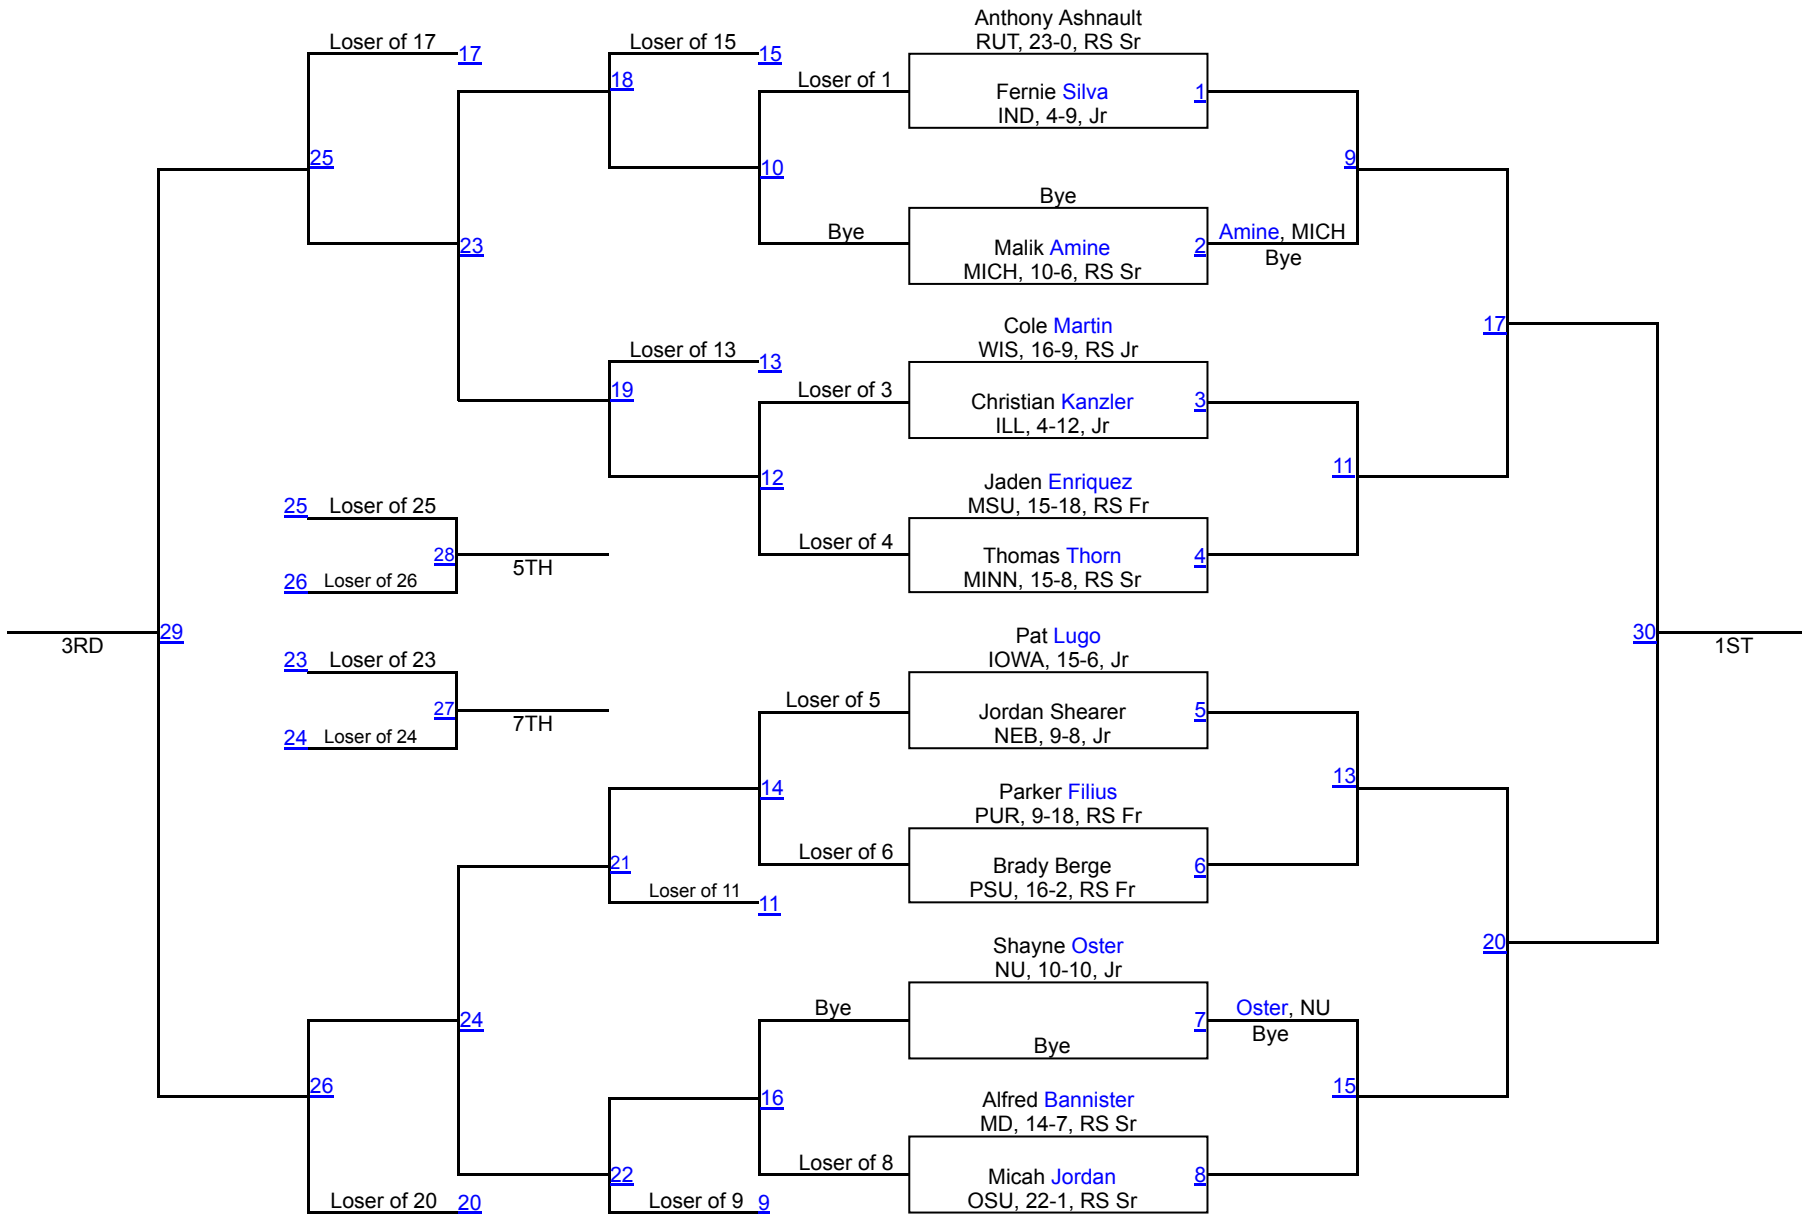 Anthony Ashnault
RUT, 23-0, RS Sr
Loser of 17
17
Loser of 15
15
18
Loser of 1
Fernie Silva
1
IND, 4-9, Jr
25
10
9
Bye
Bye
Amine, MICH
23
Malik Amine
2
Bye
MICH, 10-6, RS Sr
Cole Martin
17
WIS, 16-9, RS Jr
Loser of 13
13
19
Loser of 3
Christian Kanzler
3
ILL, 4-12, Jr
12
11
Jaden Enriquez
MSU, 15-18, RS Fr
25
Loser of 25
Loser of 4
28
5TH
Thomas Thorn
4
MINN, 15-8, RS Sr
26
Loser of 26
3RD
29
Pat Lugo
30
1ST
IOWA, 15-6, Jr
23
Loser of 23
Loser of 5
27
7TH
Jordan Shearer
5
NEB, 9-8, Jr
24
Loser of 24
14
13
Parker Filius
PUR, 9-18, RS Fr
Loser of 6
21
Brady Berge
6
PSU, 16-2, RS Fr
Loser of 11
11
Shayne Oster
20
NU, 10-10, Jr
Bye
Oster, NU
24
7
Bye
Bye
26
16
15
Alfred Bannister
MD, 14-7, RS Sr
Loser of 8
22
Micah Jordan
8
OSU, 22-1, RS Sr
Loser of 20
20
Loser of 9
9